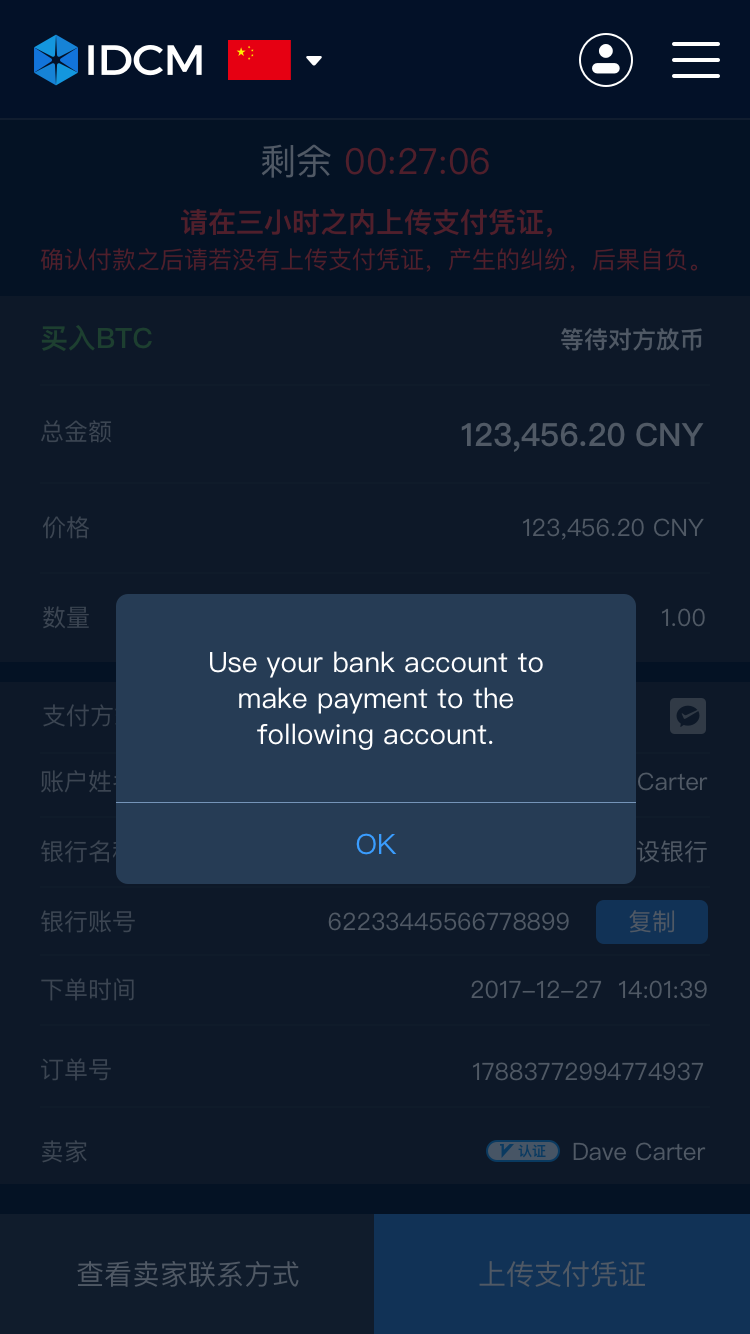 IDCM
剩余 00:27:06
请在三小时之内上传支付凭证，
确认付款之后请若没有上传支付凭证，产生的纠纷，后果自负。
买入BTC 等待对方放币
总金额 123,456.20 CNY
价格 123,456.20 CNY
数量 1.00
Use your bank account to
make payment to the
following account.
OK
支付方
账户姓 Carter
银行名 设银行
银行账号 62233445566778899 复制
下单时间 2017-12-27 14:01:39
订单号 17883772994774937
卖家 V 认证 Dave Carter
查看卖家联系方式 上传支付凭证